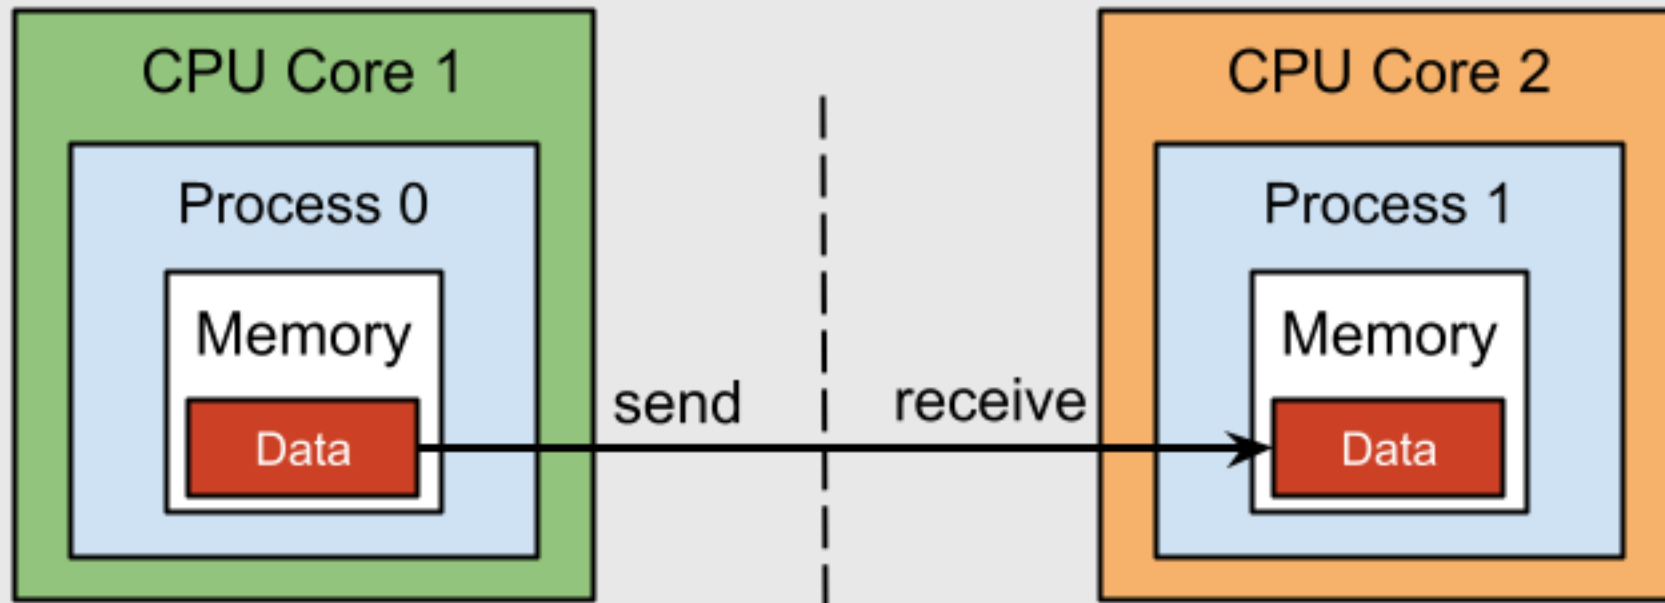 CPU Core 1
Process 0
Memory
Data
send
receive
CPU Core 2
Process 1
Memory
Data